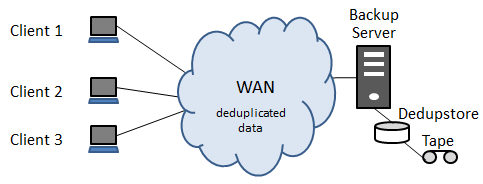 Client 1
Client 2
Client 3
WAN
deduplicated
data
Backup
Server
Dedupstore
Tape